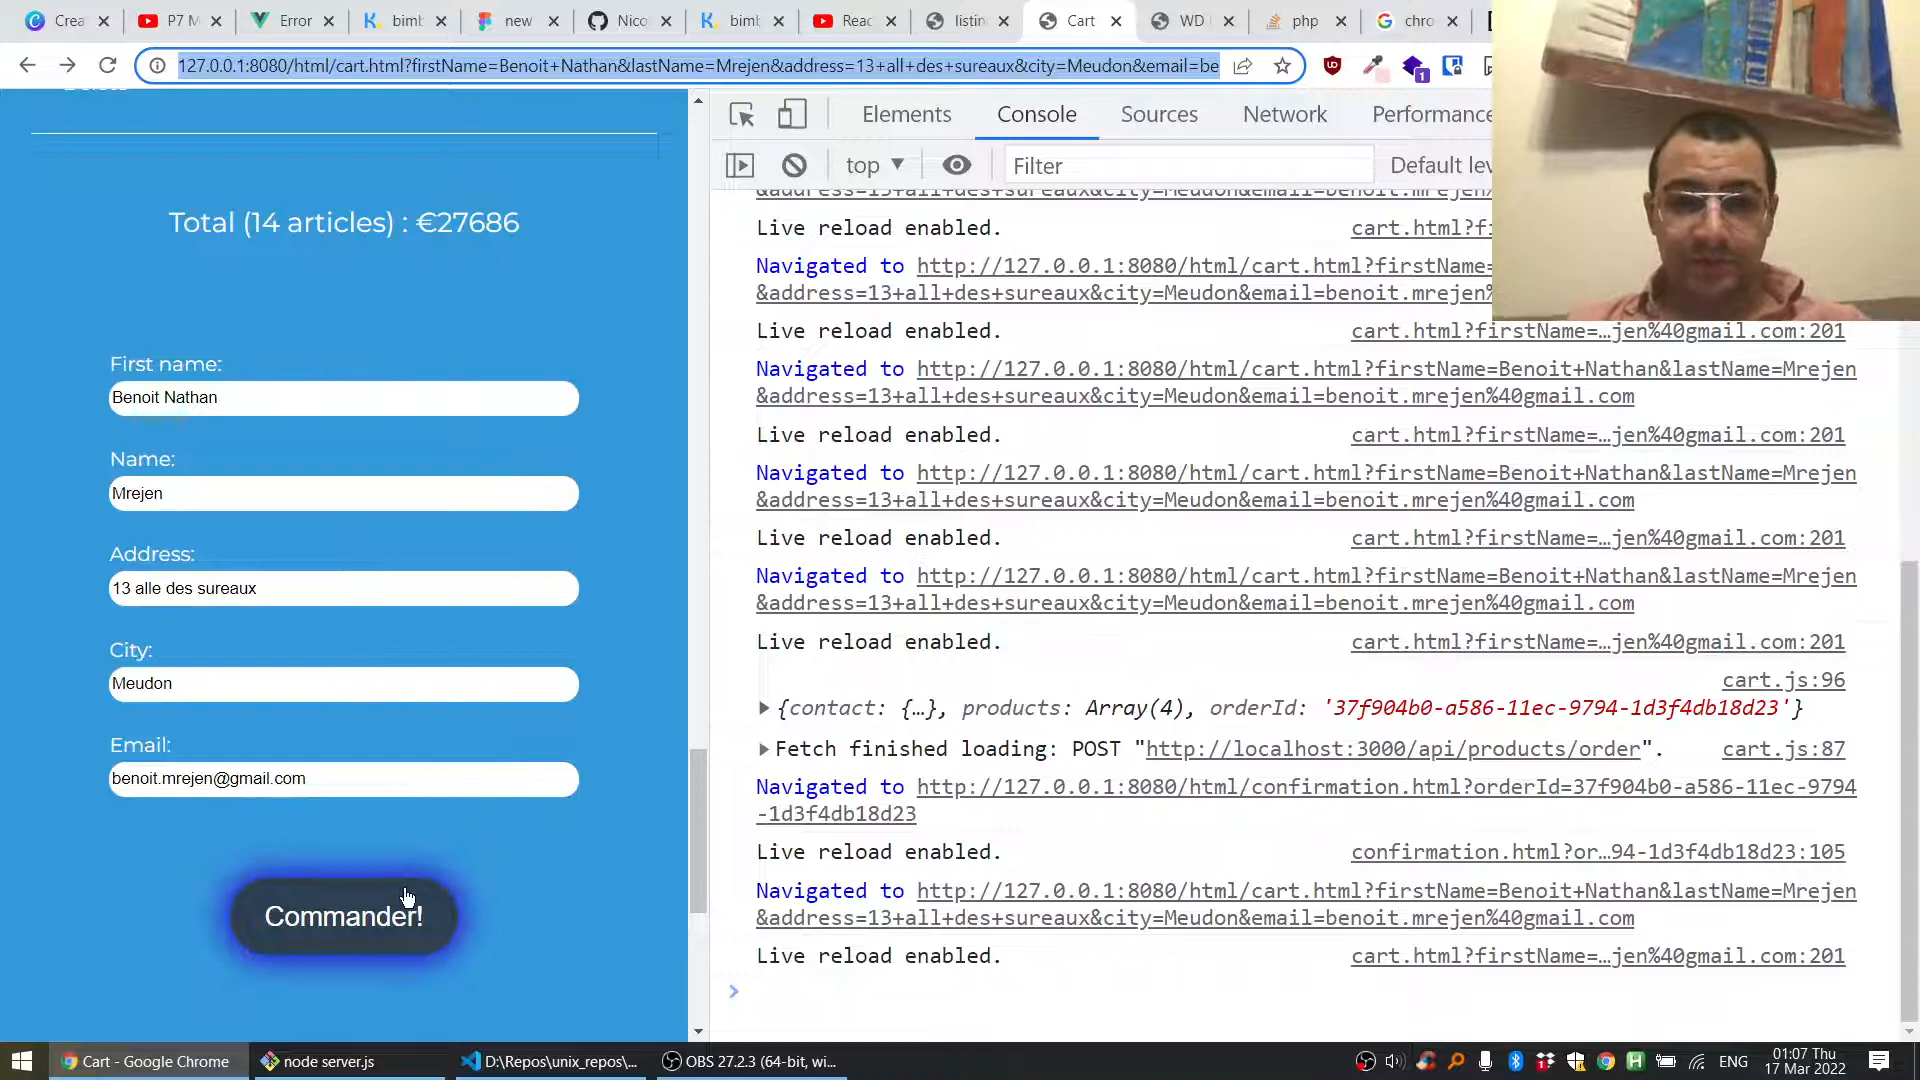 Crea
P7 M
Error
bimb
new
Nico
bimb
Reac
listin
Cart
WD
php
chro
127.0.0.1:8080/html/cart.html?firstName=Benoit+Nathan&lastName=Mrejen&address=13+all+des+sureaux&city=Meudon&email=be
1
Elements
Console
Sources
Network
Performance
top
Filter
Default lev
Total (14 articles) : €27686
First name:
Benoit Nathan
Name:
Mrejen
Address:
13 alle des sureaux
City:
Meudon
Email:
benoit.mrejen@gmail.com
Commander!
&address=13+all+des+sureaux&city=Meudon&email=benoit.mrejen
Live reload enabled. cart.html?fi
Navigated to http://127.0.0.1:8080/html/cart.html?firstName=
&address=13+all+des+sureaux&city=Meudon&email=benoit.mrejen%
Live reload enabled. cart.html?firstName=…jen%40gmail.com:201
Navigated to http://127.0.0.1:8080/html/cart.html?firstName=Benoit+Nathan&lastName=Mrejen
&address=13+all+des+sureaux&city=Meudon&email=benoit.mrejen%40gmail.com
Live reload enabled. cart.html?firstName=…jen%40gmail.com:201
Navigated to http://127.0.0.1:8080/html/cart.html?firstName=Benoit+Nathan&lastName=Mrejen
&address=13+all+des+sureaux&city=Meudon&email=benoit.mrejen%40gmail.com
Live reload enabled. cart.html?firstName=…jen%40gmail.com:201
Navigated to http://127.0.0.1:8080/html/cart.html?firstName=Benoit+Nathan&lastName=Mrejen
&address=13+all+des+sureaux&city=Meudon&email=benoit.mrejen%40gmail.com
Live reload enabled. cart.html?firstName=…jen%40gmail.com:201
cart.js:96
{contact: {…}, products: Array(4), orderId: '37f904b0-a586-11ec-9794-1d3f4db18d23'}
Fetch finished loading: POST "http://localhost:3000/api/products/order". cart.js:87
Navigated to http://127.0.0.1:8080/html/confirmation.html?orderId=37f904b0-a586-11ec-9794
-1d3f4db18d23
Live reload enabled. confirmation.html?or…94-1d3f4db18d23:105
Navigated to http://127.0.0.1:8080/html/cart.html?firstName=Benoit+Nathan&lastName=Mrejen
&address=13+all+des+sureaux&city=Meudon&email=benoit.mrejen%40gmail.com
Live reload enabled. cart.html?firstName=…jen%40gmail.com:201
Cart - Google Chrome
node server.js
D:\Repos\unix_repos\...
OBS 27.2.3 (64-bit, wi...
ENG
01:07 Thu
17 Mar 2022